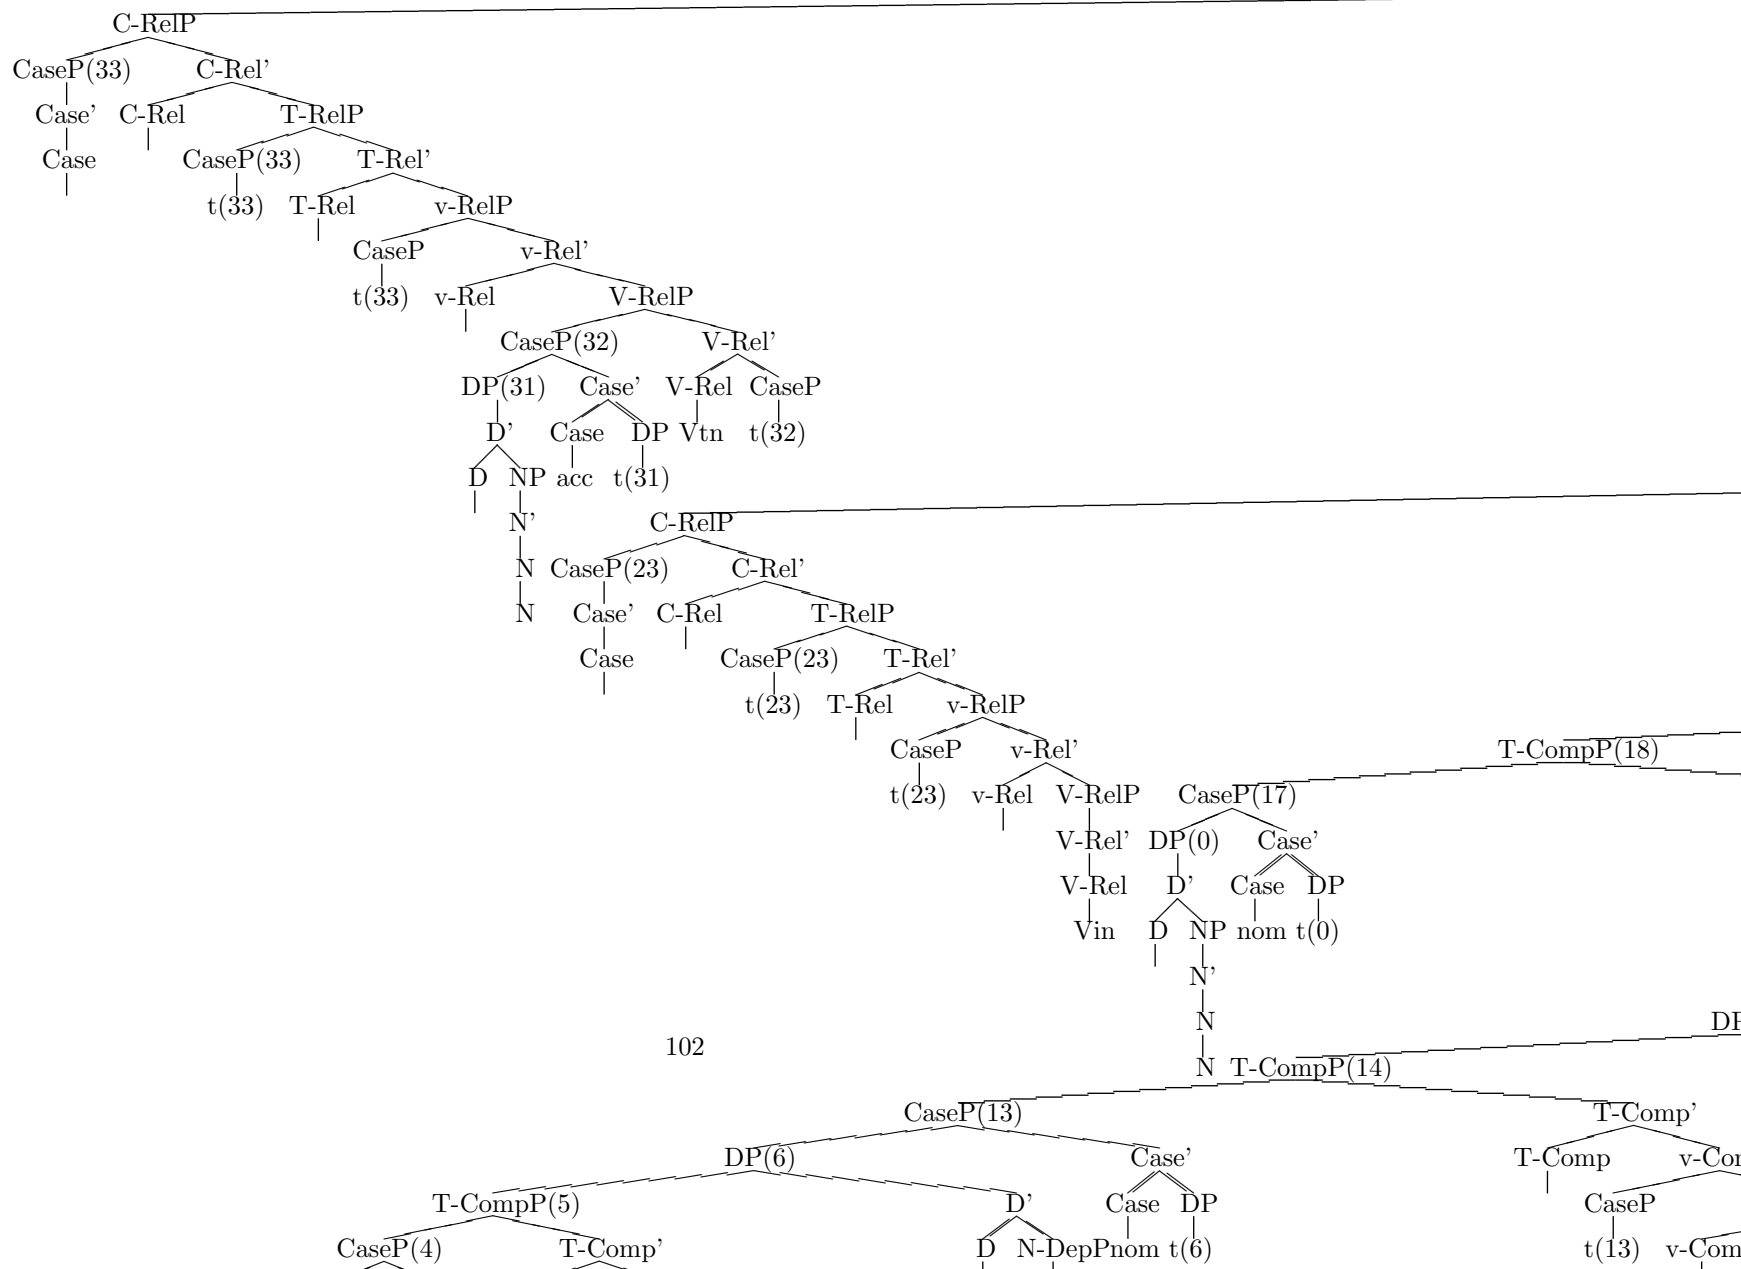 C-RelP
CaseP(33) C-Rel'
Case' C-Rel T-RelP
Case CaseP(33) T-Rel'
t(33) T-Rel v-RelP
CaseP v-Rel'
t(33) v-Rel V-RelP
CaseP(32) V-Rel'
DP(31) Case' V-Rel CaseP
D' Case DP Vtn t(32)
D NP acc t(31)
N' C-RelP
N CaseP(23) C-Rel'
N Case' C-Rel T-RelP
Case CaseP(23) T-Rel'
t(23) T-Rel v-RelP
CaseP v-Rel' T-CompP(18)
t(23) v-Rel V-RelP CaseP(17)
V-Rel' DP(0) Case'
V-Rel D' Case DP
Vin D NP nom t(0)
N'
N
102
N T-CompP(14)
CaseP(13) T-Comp'
DP(6) Case' T-Comp
T-CompP(5) D' Case DP CaseP
CaseP(4) T-Comp' D N-DepP nom t(6) t(13)